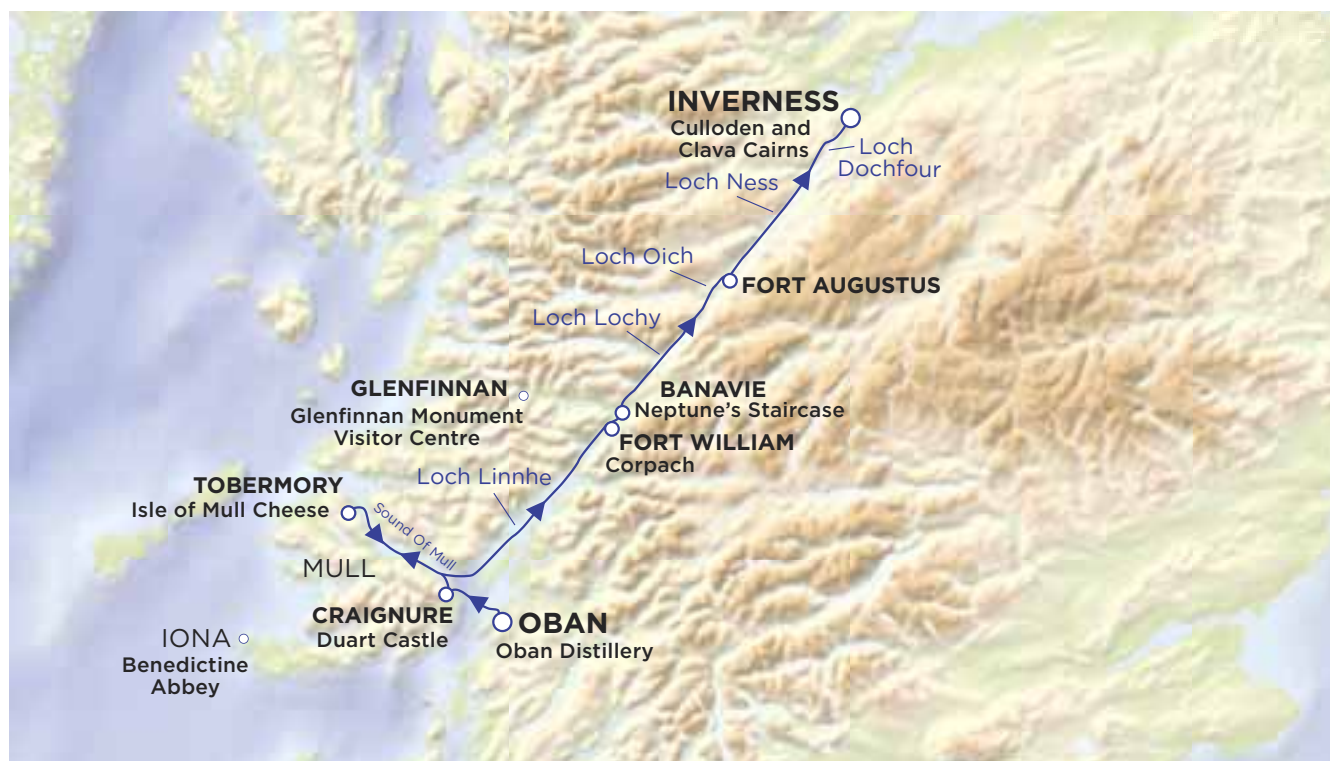 INVERNESS
Culloden and
Clava Cairns
Loch
Dochfour
Loch Ness
Loch Oich
FORT AUGUSTUS
Loch Lochy
GLENFINNAN
Glenfinnan Monument
Visitor Centre
BANAVIE
Neptune's Staircase
FORT WILLIAM
Corpach
Loch Linnhe
TOBERMORY
Isle of Mull Cheese
Sound Of Mull
MULL
CRAIGNURE
Duart Castle
OBAN
Oban Distillery
IONA
Benedictine
Abbey